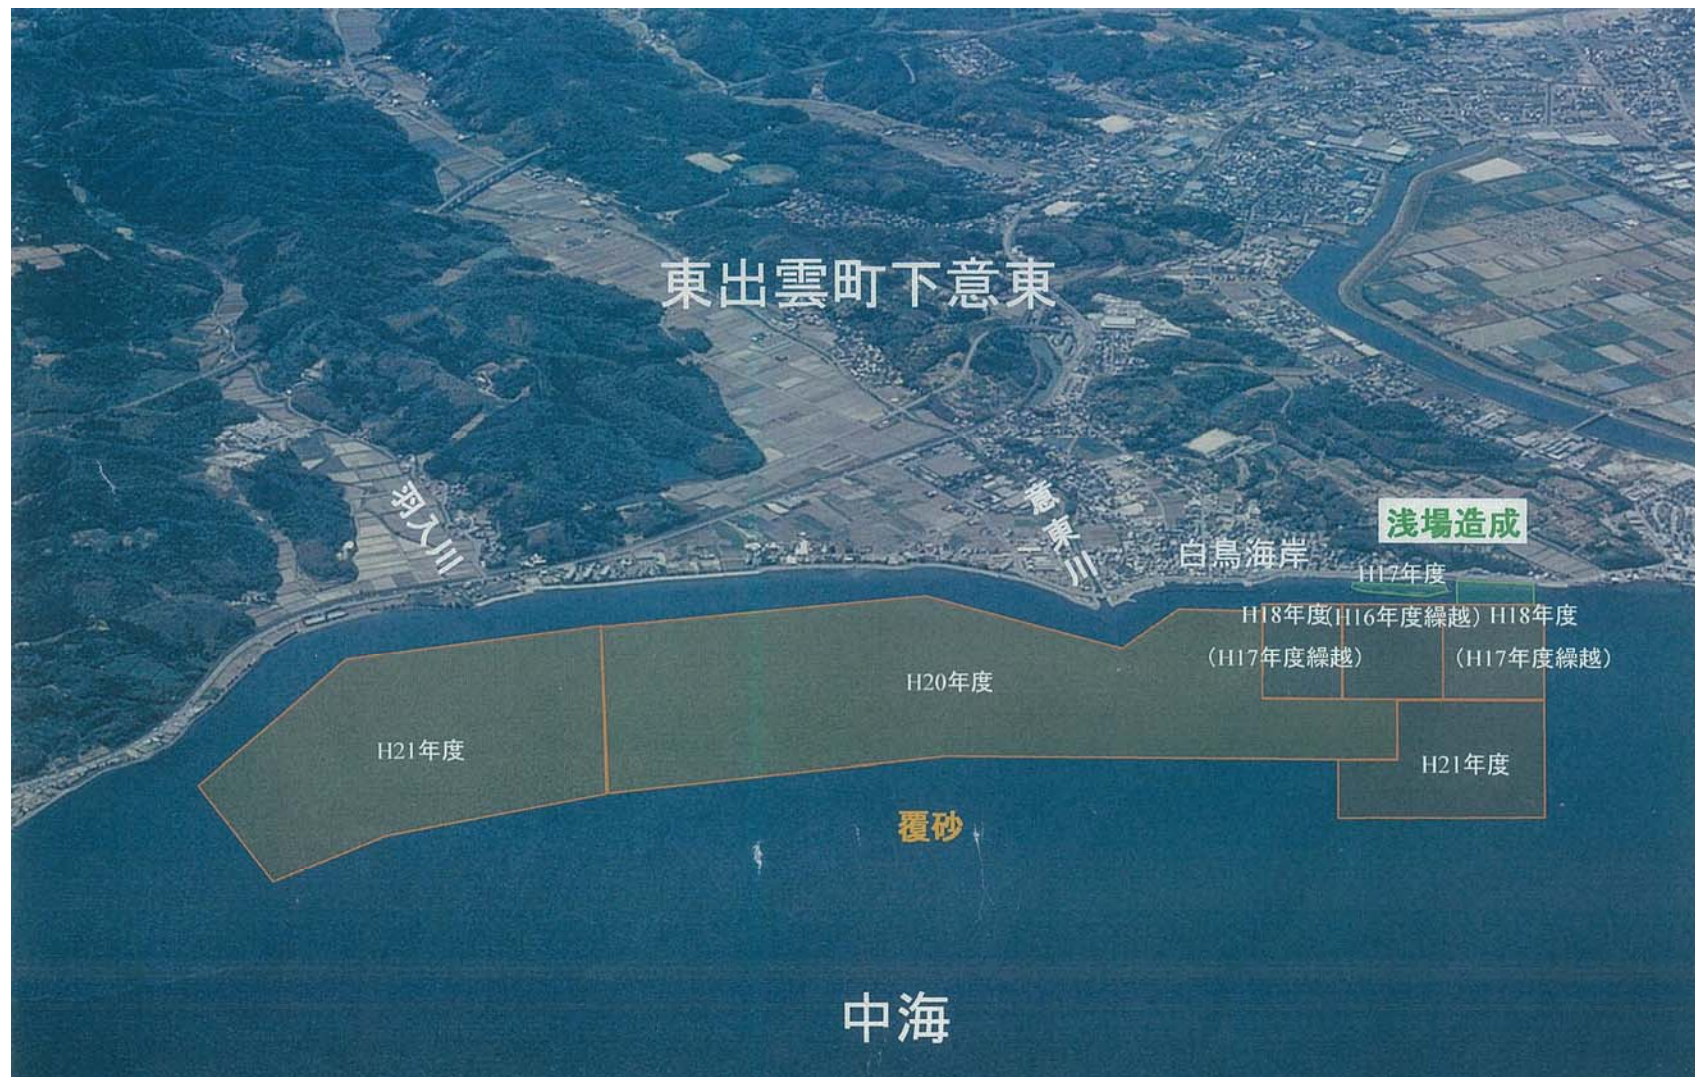 東出雲町下意東
羽入川
意東川
白鳥海岸
浅場造成
H17年度
H18年度
(H16年度繰越)
H18年度
(H17年度繰越)
(H17年度繰越)
H20年度
H21年度
H21年度
覆砂
中海